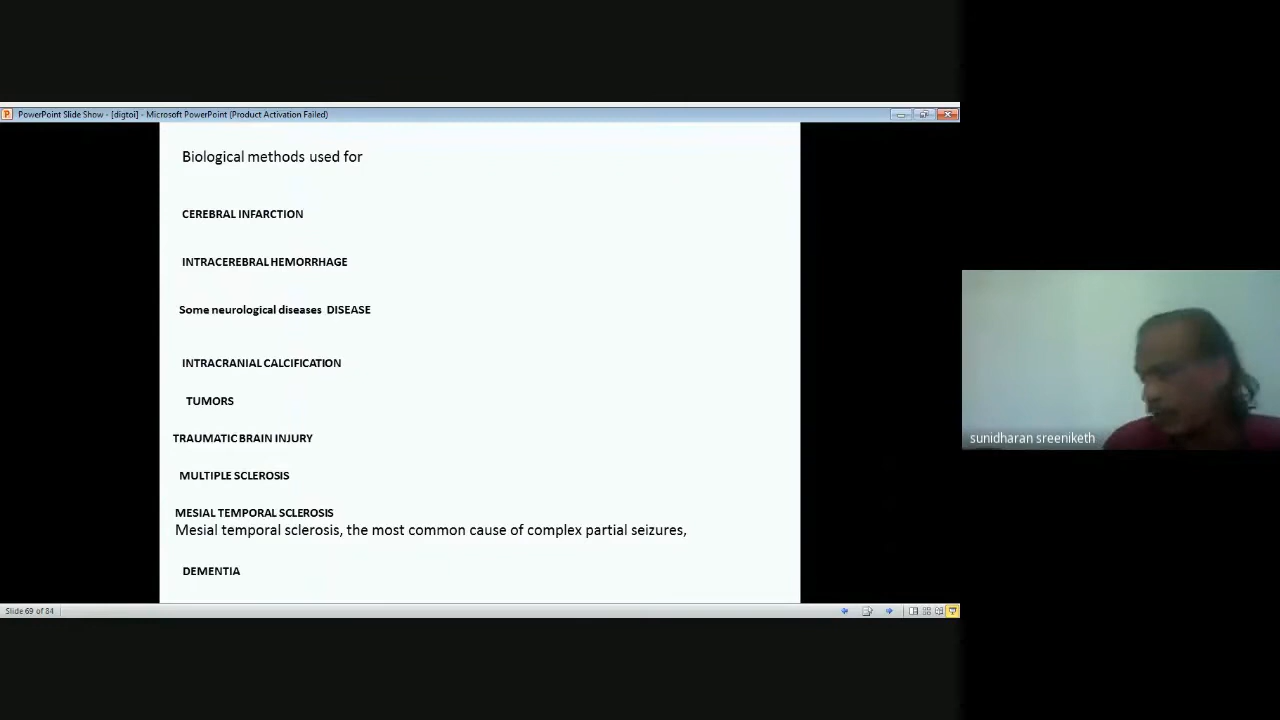 PowerPoint Slide Show - [digtoi] - Microsoft PowerPoint (Product Activation Failed)
Biological methods used for
CEREBRAL INFARCTION
INTRACEREBRAL HEMORRHAGE
Some neurological diseases DISEASE
INTRACRANIAL CALCIFICATION
TUMORS
TRAUMATIC BRAIN INJURY
MULTIPLE SCLEROSIS
MESIAL TEMPORAL SCLEROSIS
Mesial temporal sclerosis, the most common cause of complex partial seizures,
DEMENTIA
Slide 69 of 84
sunidharan sreeniketh